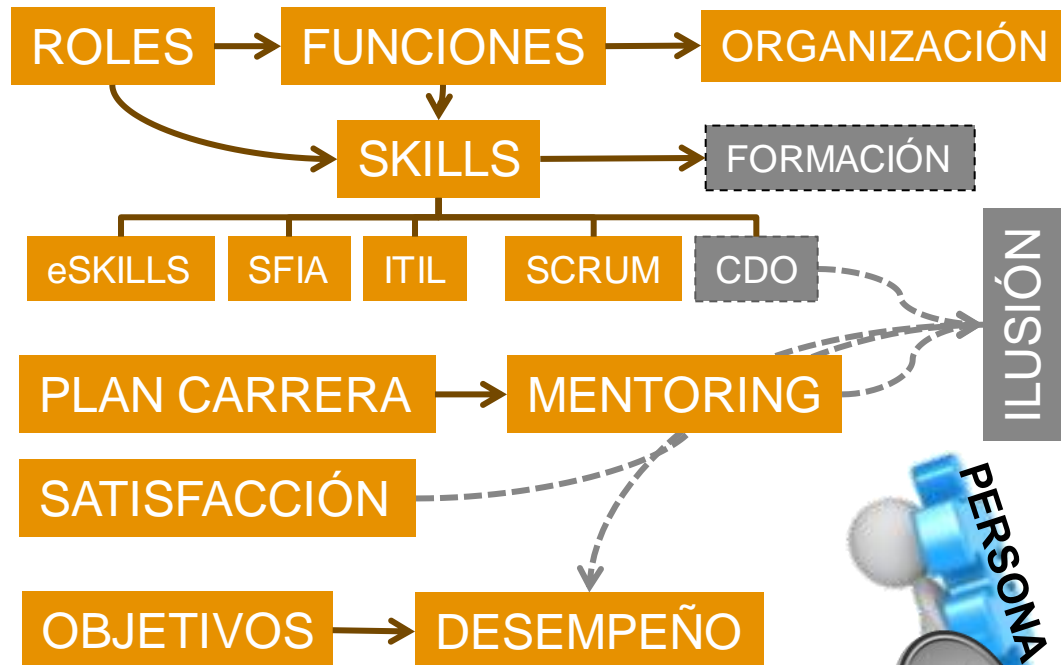 ROLES
FUNCIONES
ORGANIZACIÓN
SKILLS
FORMACIÓN
eSKILLS
SFIA
ITIL
SCRUM
CDO
ILUSIÓN
PLAN CARRERA
MENTORING
SATISFACCIÓN
PERSONA
OBJETIVOS
DESEMPEÑO